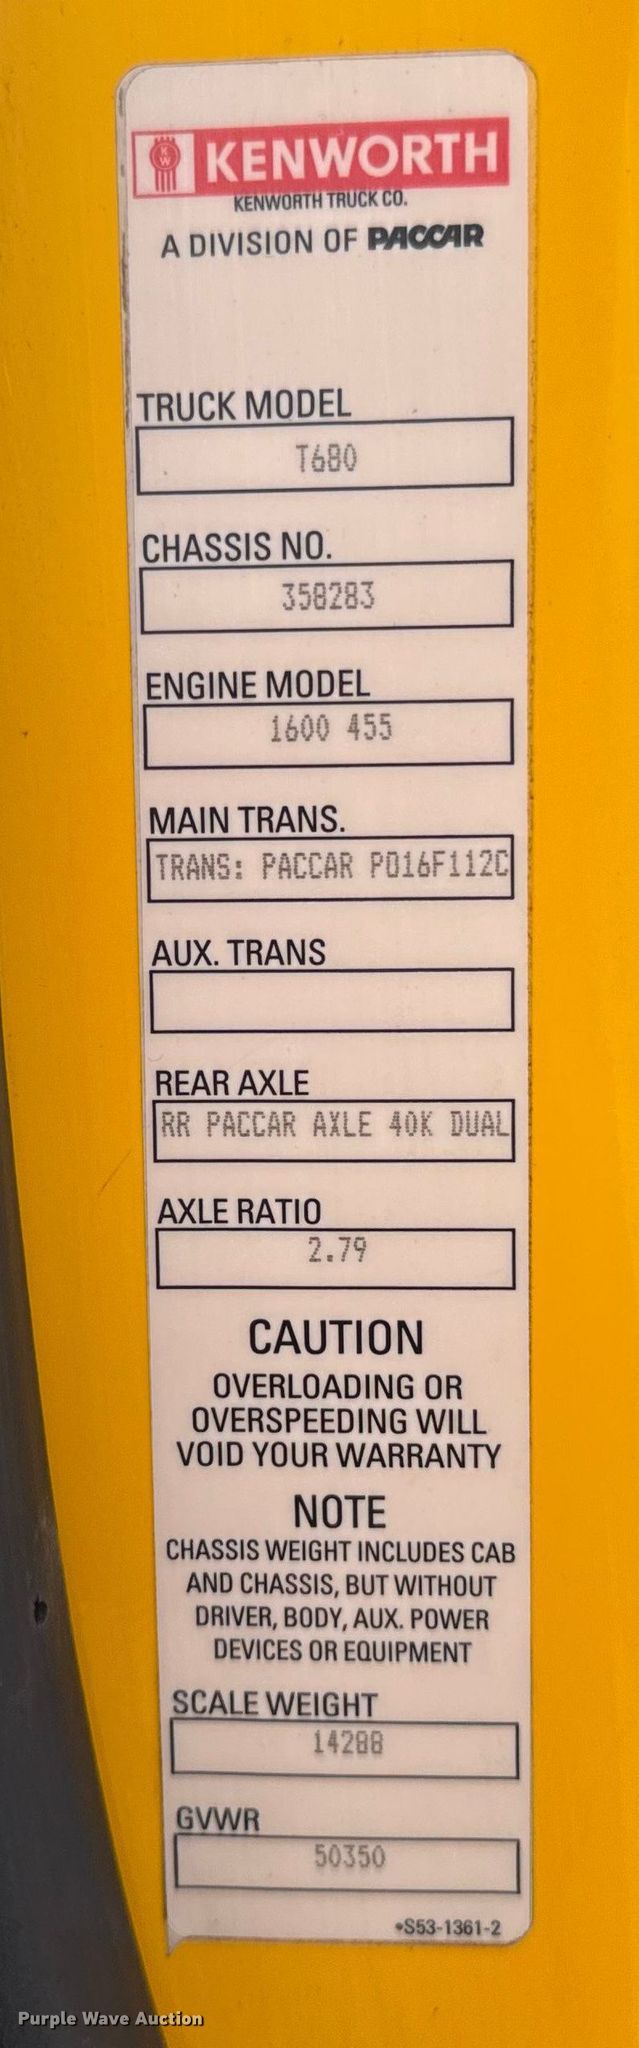 KW KENWORTH
KENWORTH TRUCK CO.
A DIVISION OF PACCAR
TRUCK MODEL
T680
CHASSIS NO.
358283
ENGINE MODEL
1600 455
MAIN TRANS.
TRANS: PACCAR PO16F112C
AUX. TRANS
REAR AXLE
RR PACCAR AXLE 40K DUAL
AXLE RATIO
2.79
CAUTION
OVERLOADING OR
OVERSPEEDING WILL
VOID YOUR WARRANTY
NOTE
CHASSIS WEIGHT INCLUDES CAB
AND CHASSIS, BUT WITHOUT
DRIVER, BODY, AUX. POWER
DEVICES OR EQUIPMENT
SCALE WEIGHT
14288
GVWR
50350
•S53-1361-2
Purple Wave Auction